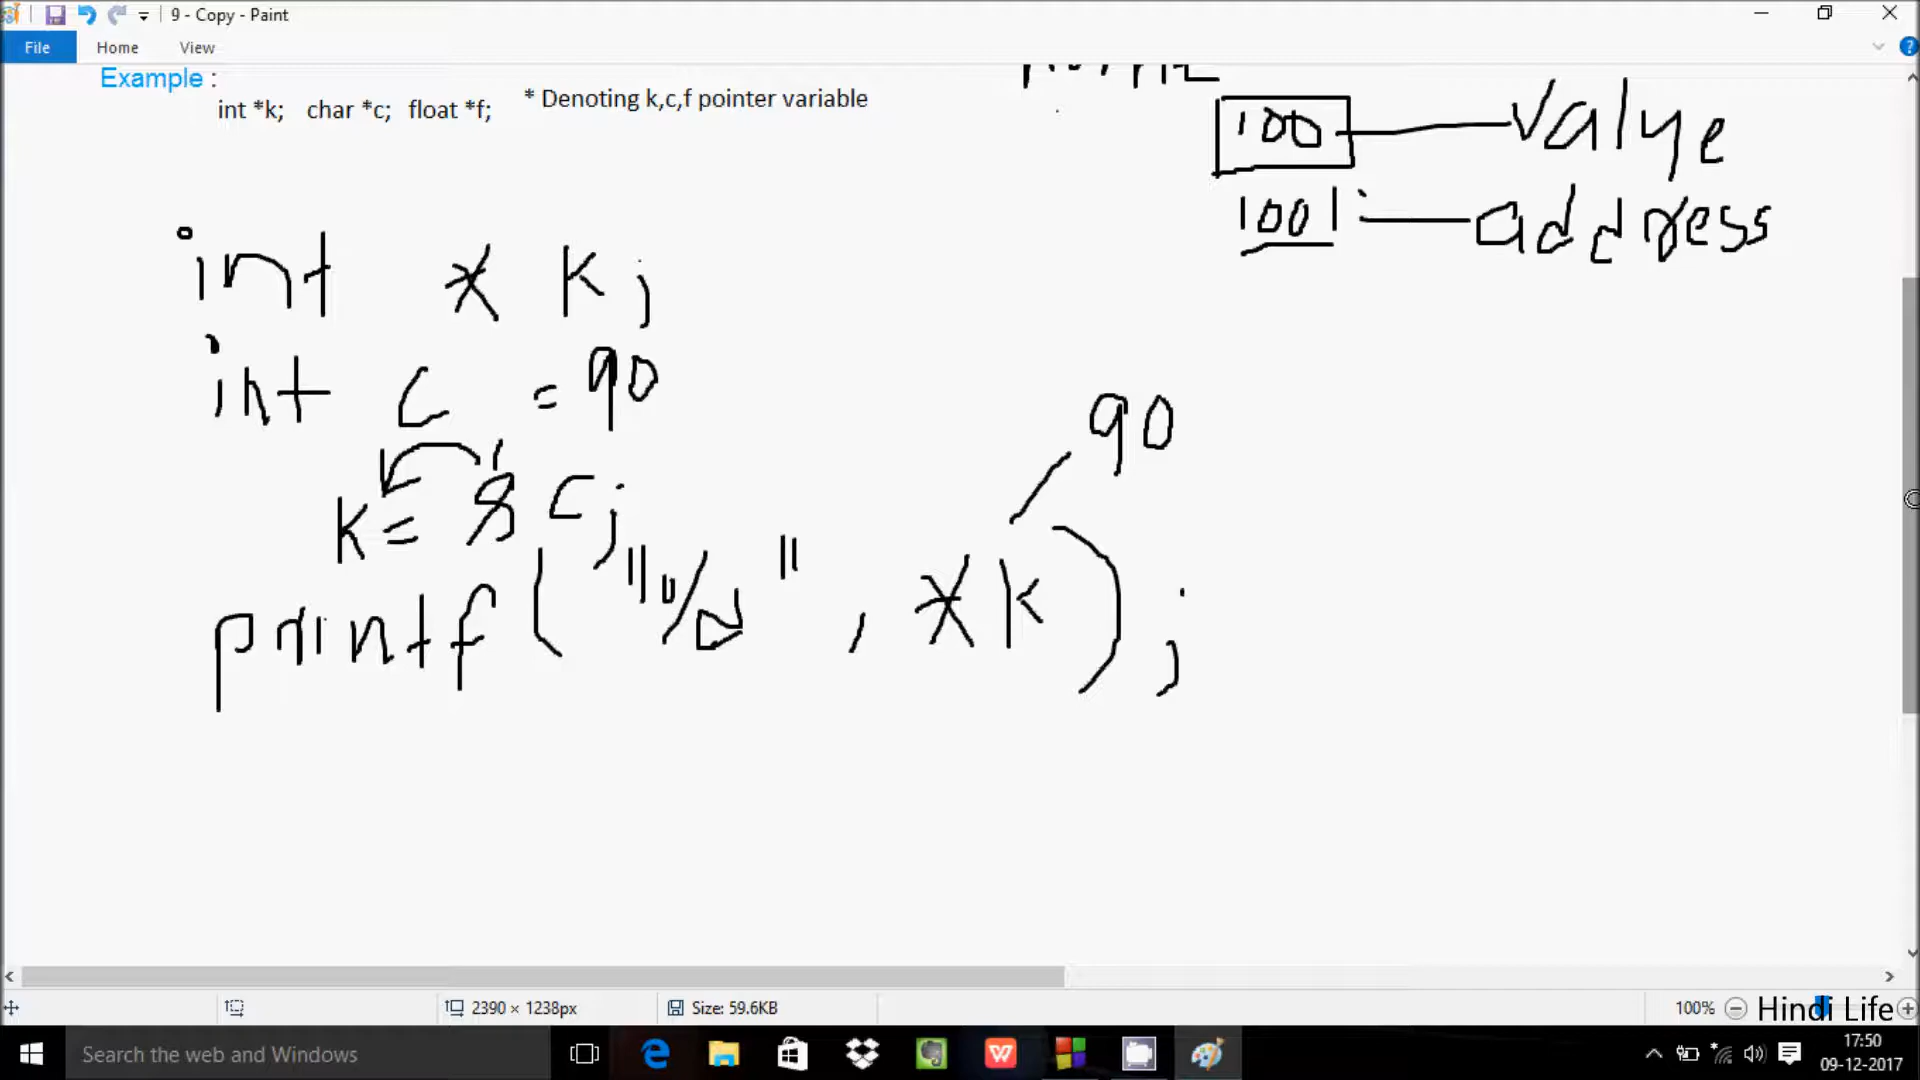 9 - Copy - Paint
File Home View
Example :
int *k; char *c; float *f; * Denoting k,c,f pointer variable
100 value
1001 address
int * k;
int c = 90
90
k= & c;
printf("%d", *k);
2390 × 1238px Size: 59.6KB 100%
Hindi Life
Search the web and Windows
17:50
09-12-2017